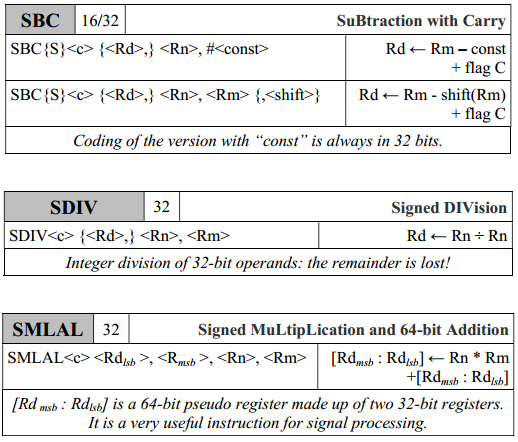 SBC 16/32 SuBtraction with Carry
SBC{S}<c> {<Rd>,} <Rn>, #<const> Rd ← Rm – const
+ flag C
SBC{S}<c> {<Rd>,} <Rn>, <Rm> {,<shift>} Rd ← Rm - shift(Rm)
+ flag C
Coding of the version with “const” is always in 32 bits.
SDIV 32 Signed DIVision
SDIV<c> {<Rd>,} <Rn>, <Rm> Rd ← Rn ÷ Rn
Integer division of 32-bit operands: the remainder is lost!
SMLAL 32 Signed MuLtipLication and 64-bit Addition
SMLAL<c> <Rdlsb >, <Rmsb >, <Rn>, <Rm> [Rdmsb : Rdlsb] ← Rn * Rm
+[Rdmsb : Rdlsb]
[Rd msb : Rdlsb] is a 64-bit pseudo register made up of two 32-bit registers.
It is a very useful instruction for signal processing.